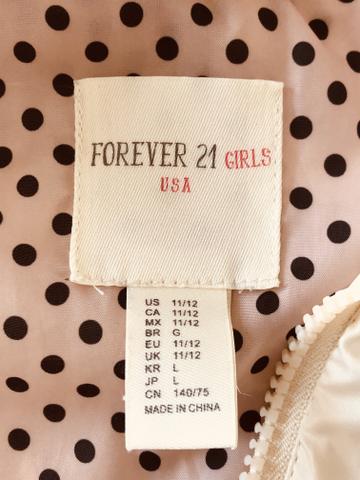 FOREVER 21 GIRLS
USA
US 11/12
CA 11/12
MX 11/12
BR G
EU 11/12
UK 11/12
KR L
JP L
CN 140/75
MADE IN CHINA